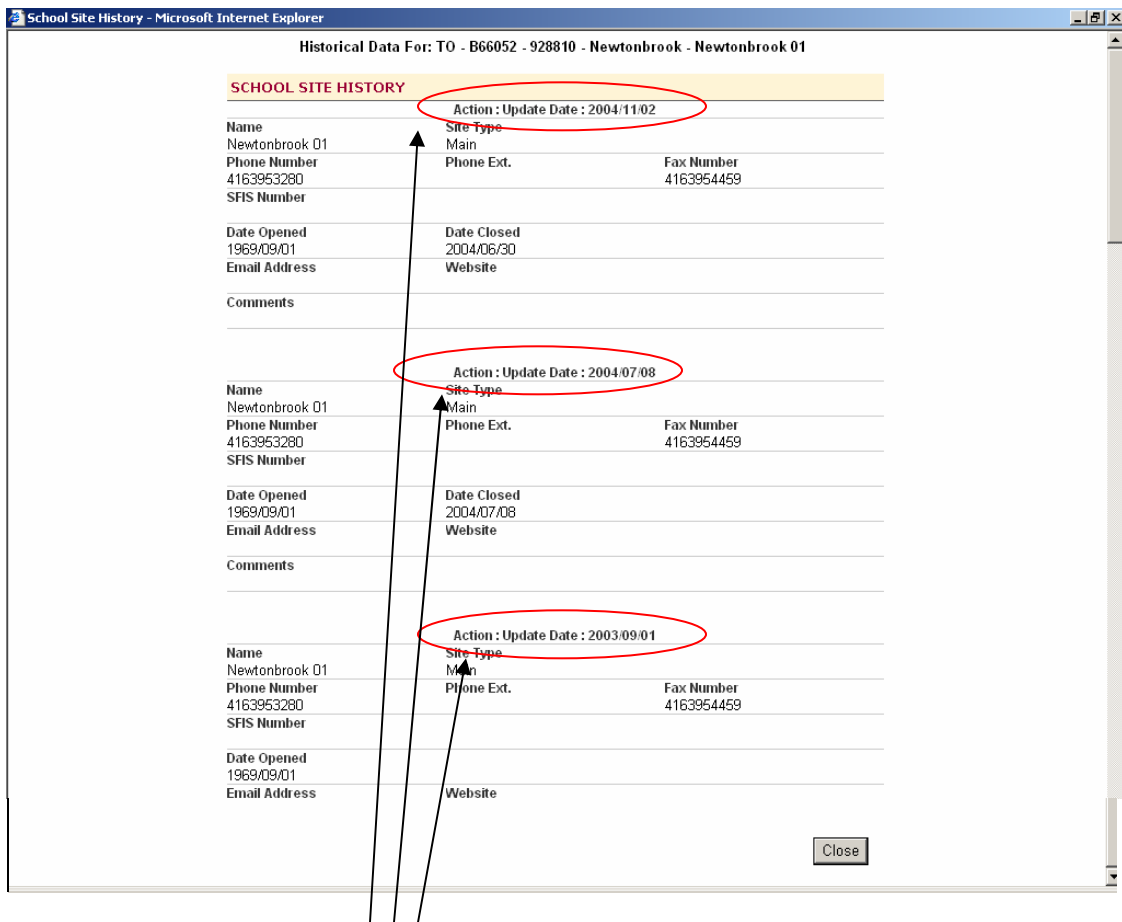 School Site History - Microsoft Internet Explorer
Historical Data For: TO - B66052 - 928810 - Newtonbrook - Newtonbrook 01
SCHOOL SITE HISTORY
Action : Update Date : 2004/11/02
Name Site Type
Newtonbrook 01 Main
Phone Number Phone Ext. Fax Number
4163953280 4163954459
SFIS Number
Date Opened Date Closed
1969/09/01 2004/06/30
Email Address Website
Comments
Action : Update Date : 2004/07/08
Name Site Type
Newtonbrook 01 Main
Phone Number Phone Ext. Fax Number
4163953280 4163954459
SFIS Number
Date Opened Date Closed
1969/09/01 2004/07/08
Email Address Website
Comments
Action : Update Date : 2003/09/01
Name Site Type
Newtonbrook 01 Main
Phone Number Phone Ext. Fax Number
4163953280 4163954459
SFIS Number
Date Opened
1969/09/01
Email Address Website
Close